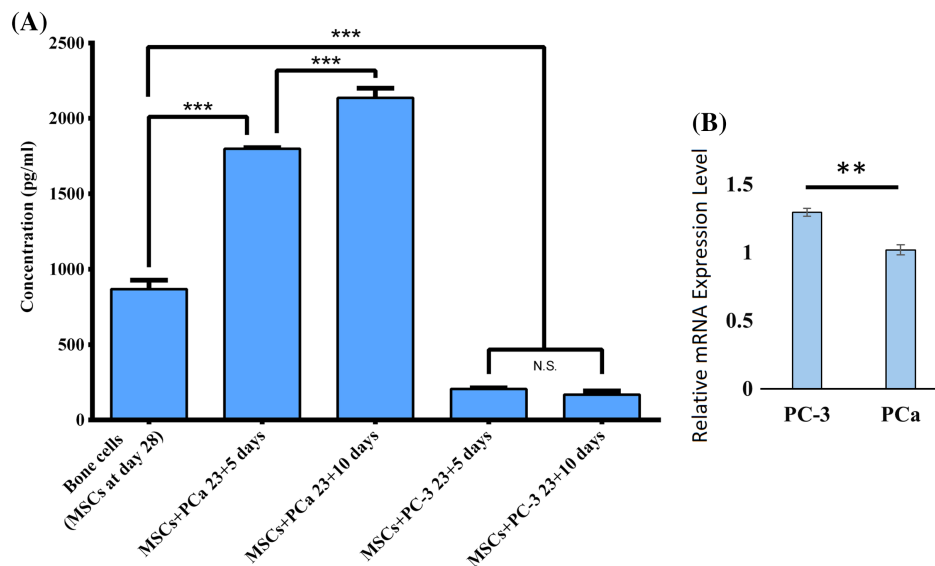 (A)
***
2500
***
***
2000
1500
1000
500
0
Concentration (pg/ml)
N.S.
Bone cells
(MSCs at day 28)
MSCs+PCa 23+5 days
MSCs+PCa 23+10 days
MSCs+PC-3 23+5 days
MSCs+PC-3 23+10 days
(B)
**
1.5
1
0.5
0
Relative mRNA Expression Level
PC-3
PCa